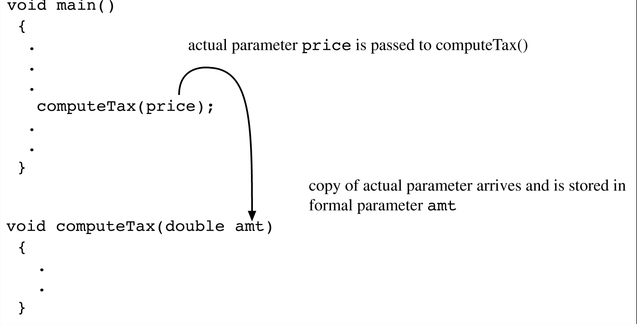 void main()
{
.
actual parameter price is passed to computeTax()
.
.
computeTax(price);
.
.
}
copy of actual parameter arrives and is stored in
formal parameter amt
void computeTax(double amt)
{
.
.
}